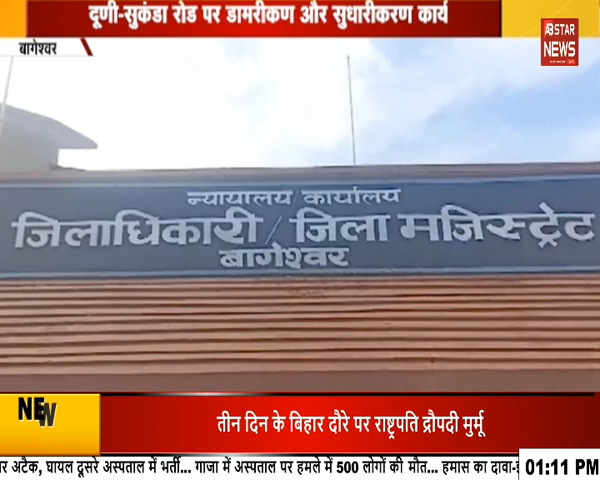 दूणी-सुकंडा रोड पर डामरीकण और सुधारीकरण कार्य
AB STAR
NEWS
बागेश्वर
न्यायालय/कार्यालय
जिलाधिकारी / जिला मजिस्ट्रेट
बागेश्वर
NEW
तीन दिन के बिहार दौरे पर राष्ट्रपति द्रौपदी मुर्मू
अटैक, घायल दूसरे अस्पताल में भर्ती... गाजा में अस्पताल पर हमले में 500 लोगों की मौत... हमास का दावा-
01:11 PM